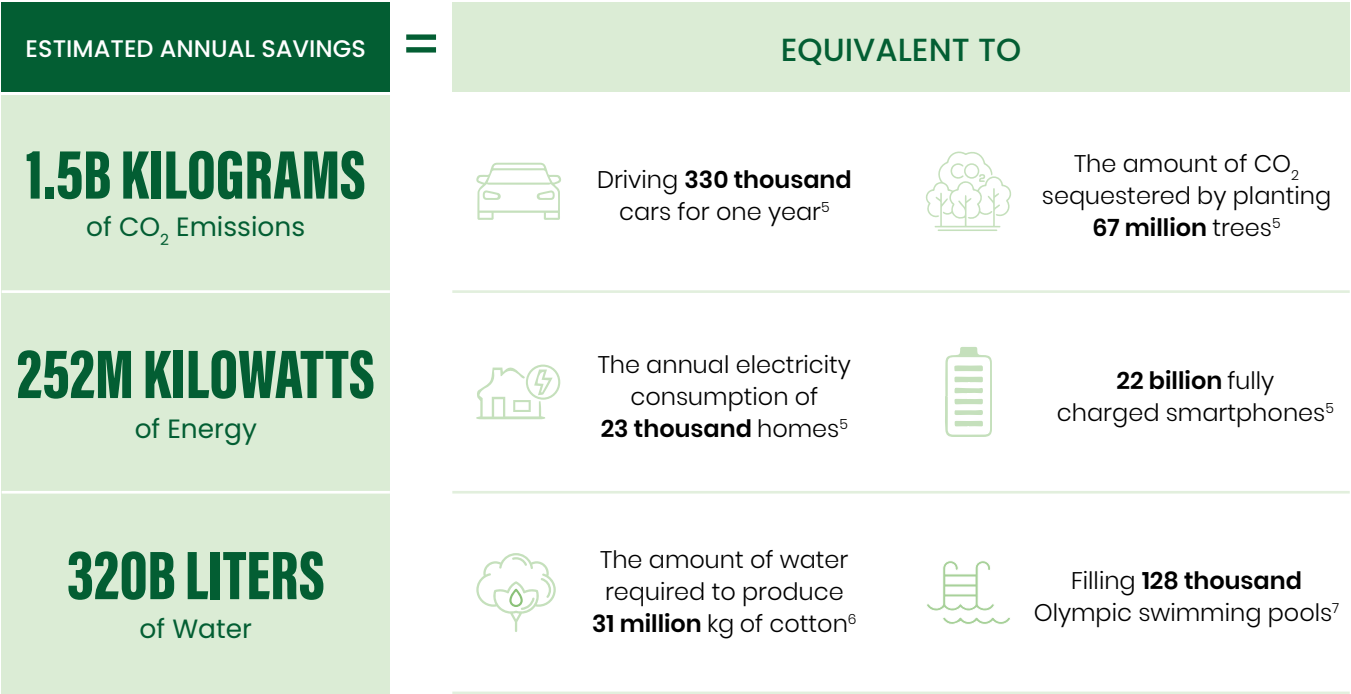 ESTIMATED ANNUAL SAVINGS
=
EQUIVALENT TO
1.5B KILOGRAMS
of CO₂ Emissions
Driving 330 thousand
cars for one year⁵
CO₂
The amount of CO₂
sequestered by planting
67 million trees⁵
252M KILOWATTS
of Energy
The annual electricity
consumption of
23 thousand homes⁵
22 billion fully
charged smartphones⁵
320B LITERS
of Water
The amount of water
required to produce
31 million kg of cotton⁶
Filling 128 thousand
Olympic swimming pools⁷